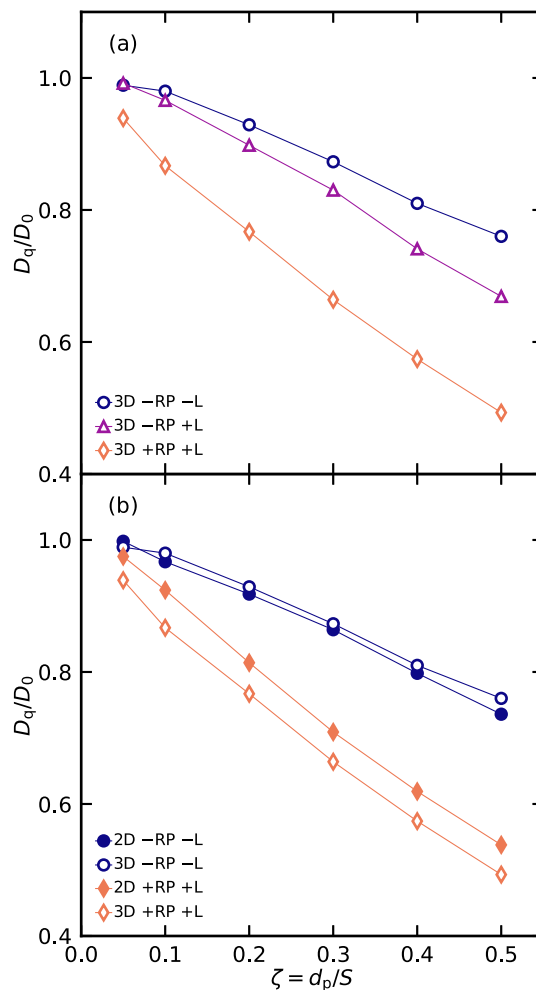 (a)
1.0
0.8
0.6
0.4
D_q/D_0
3D −RP −L
3D −RP +L
3D +RP +L
(b)
1.0
0.8
0.6
0.4
0.2
D_q/D_0
2D −RP −L
3D −RP −L
2D +RP +L
3D +RP +L
0.0 0.1 0.2 0.3 0.4 0.5
ζ = d_p/S